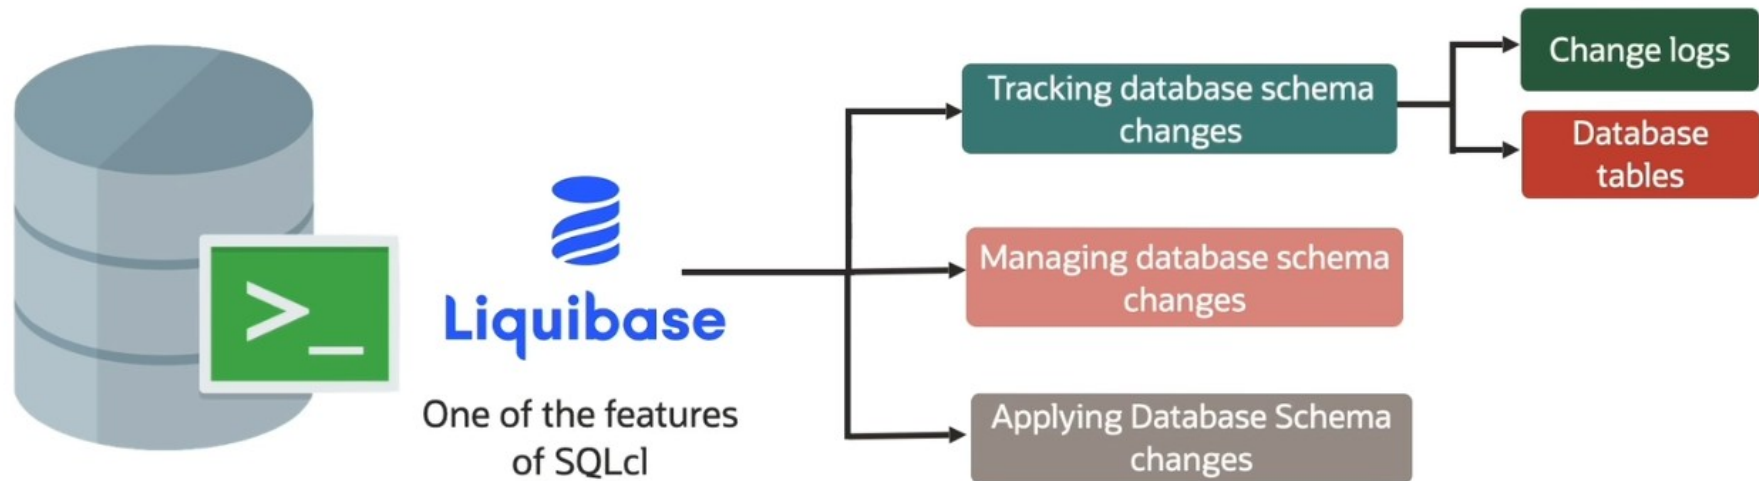 >_
Liquibase
One of the features
of SQLcl
Tracking database schema
changes
Change logs
Database
tables
Managing database schema
changes
Applying Database Schema
changes